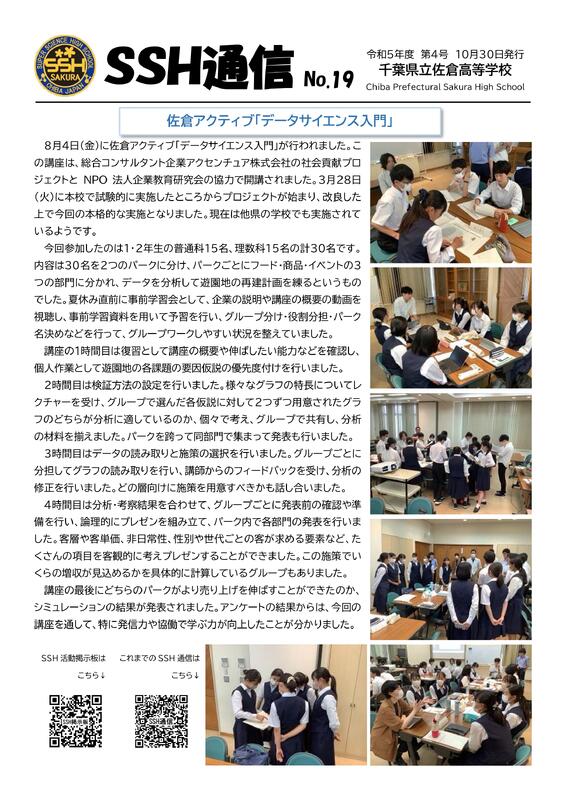 SUPER SCIENCE HIGH SCHOOL
SSH
SAKURA
CHIBA JAPAN
SSH通信 No.19
令和5年度 第4号 10月30日発行
千葉県立佐倉高等学校
Chiba Prefectural Sakura High School
佐倉アクティブ「データサイエンス入門」
8月4日(金)に佐倉アクティブ「データサイエンス入門」が行われました。こ
の講座は、総合コンサルタント企業アクセンチュア株式会社の社会貢献プロ
ジェクトと NPO 法人企業教育研究会の協力で開講されました。3月28日
(火)に本校で試験的に実施したところからプロジェクトが始まり、改良した
上で今回の本格的な実施となりました。現在は他県の学校でも実施されて
いるようです。
今回参加したのは1・2年生の普通科15名、理数科15名の計30名です。
内容は30名を2つのパークに分け、パークごとにフード・商品・イベントの3
つの部門に分かれ、データを分析して遊園地の再建計画を練るというもの
でした。夏休み直前に事前学習会として、企業の説明や講座の概要の動画を
視聴し、事前学習資料を用いて予習を行い、グループ分け・役割分担・パーク
名決めなどを行って、グループワークしやすい状況を整えていました。
講座の1時間目は復習として講座の概要や伸ばしたい能力などを確認し、
個人作業として遊園地の各課題の要因仮説の優先度付けを行いました。
2時間目は検証方法の設定を行いました。様々なグラフの特長についてレ
クチャーを受け、グループで選んだ各仮説に対して2つずつ用意されたグラ
フのどちらが分析に適しているのか、個々で考え、グループで共有し、分析
の材料を揃えました。パークを跨って同部門で集まって発表も行いました。
3時間目はデータの読み取りと施策の選択を行いました。グループごとに
分担してグラフの読み取りを行い、講師からのフィードバックを受け、分析の
修正を行いました。どの層向けに施策を用意すべきかも話し合いました。
4時間目は分析・考察結果を合わせて、グループごとに発表前の確認や準
備を行い、論理的にプレゼンを組み立て、パーク内で各部門の発表を行いま
した。客層や客単価、非日常性、性別や世代ごとの客が求める要素など、た
くさんの項目を客観的に考えプレゼンすることができました。この施策でい
くらの増収が見込めるかを具体的に計算しているグループもありました。
講座の最後にどちらのパークがより売り上げを伸ばすことができたのか、
シミュレーションの結果が発表されました。アンケートの結果からは、今回の
講座を通して、特に発信力や協働で学ぶ力が向上したことが分かりました。
SSH 活動掲示板は
こちら↓
これまでの SSH 通信は
こちら↓
SSH掲示板
SSH通信